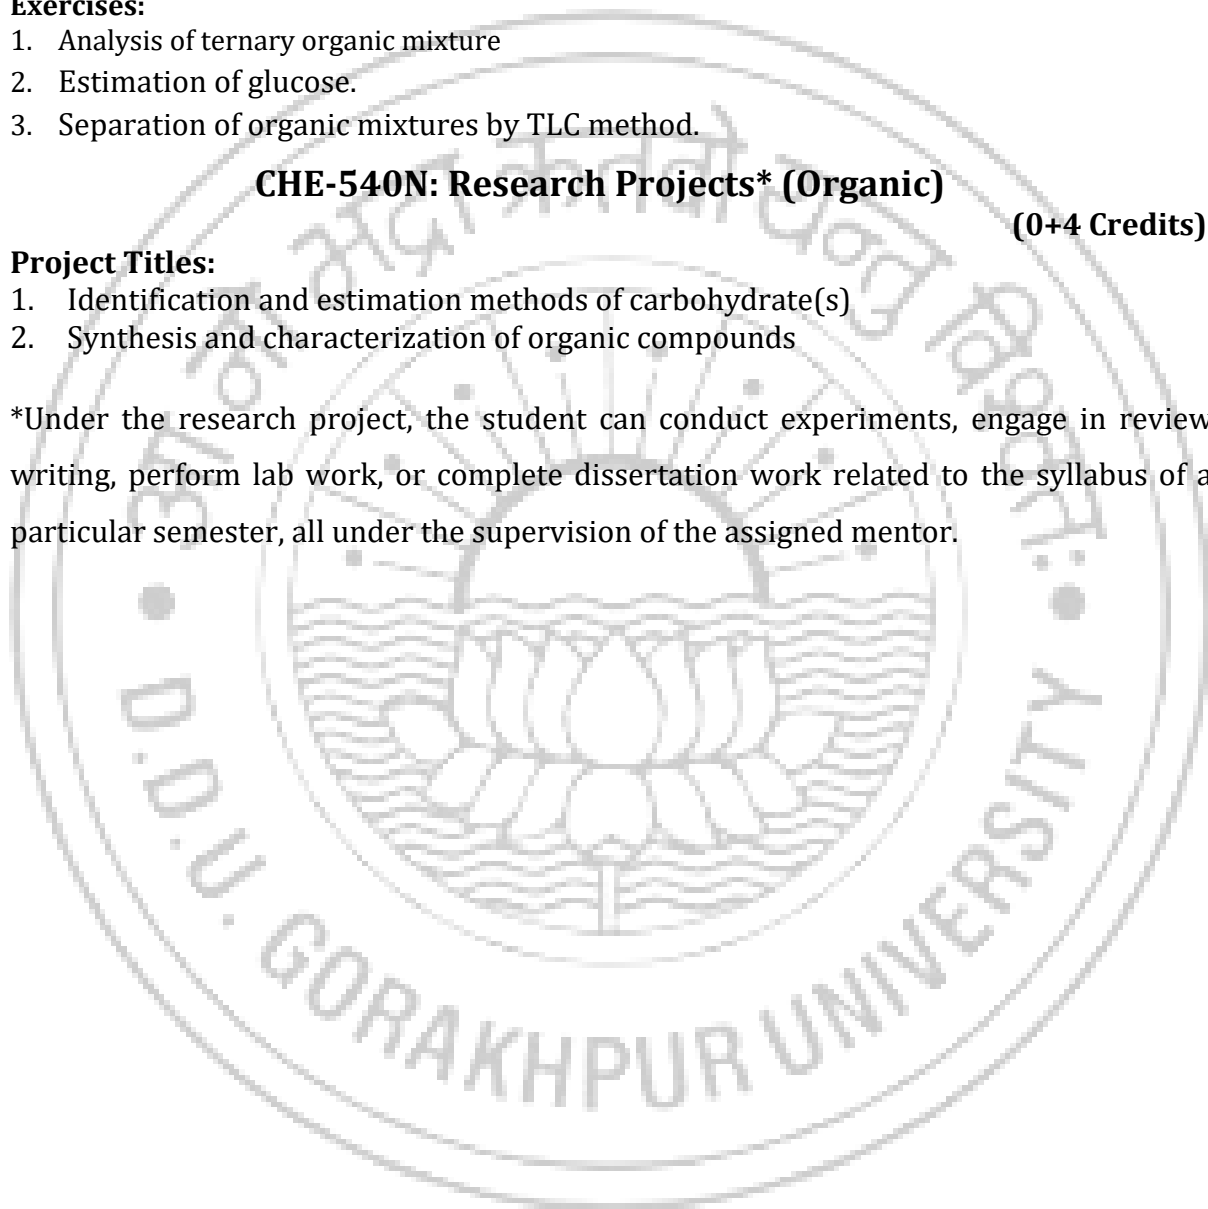 Exercises:
1. Analysis of ternary organic mixture
2. Estimation of glucose.
3. Separation of organic mixtures by TLC method.
CHE-540N: Research Projects* (Organic)
(0+4 Credits)
Project Titles:
1. Identification and estimation methods of carbohydrate(s)
2. Synthesis and characterization of organic compounds
*Under the research project, the student can conduct experiments, engage in review
writing, perform lab work, or complete dissertation work related to the syllabus of a
particular semester, all under the supervision of the assigned mentor.
आ नो भद्राः क्रतवो यन्तु विश्वतः
D.D.U. GORAKHPUR UNIVERSITY